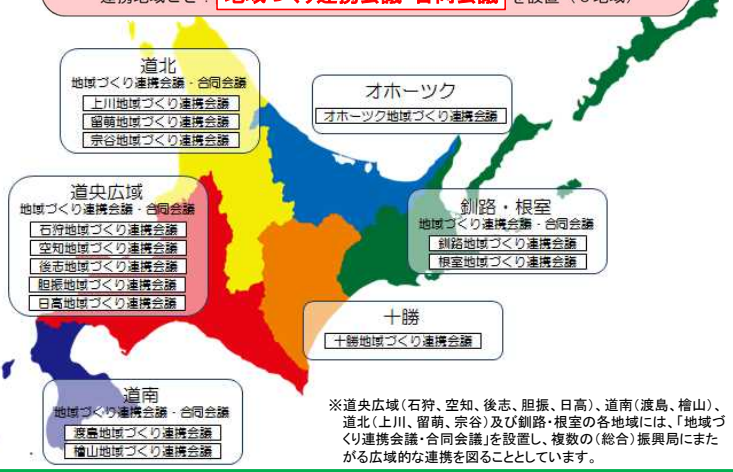 地域づくり連携会議・合同会議
道北
地域づくり連携会議・合同会議
上川地域づくり連携会議
留萌地域づくり連携会議
宗谷地域づくり連携会議
オホーツク
オホーツク地域づくり連携会議
道央広域
地域づくり連携会議・合同会議
石狩地域づくり連携会議
空知地域づくり連携会議
後志地域づくり連携会議
胆振地域づくり連携会議
日高地域づくり連携会議
釧路・根室
地域づくり連携会議・合同会議
釧路地域づくり連携会議
根室地域づくり連携会議
十勝
十勝地域づくり連携会議
道南
地域づくり連携会議・合同会議
渡島地域づくり連携会議
檜山地域づくり連携会議
※道央広域（石狩、空知、後志、胆振、日高）、道南（渡島、檜山）、
道北（上川、留萌、宗谷）及び釧路・根室の各地域には、「地域づ
くり連携会議・合同会議」を設置し、複数の（総合）振興局にまた
がる広域的な連携を図ることとしています。